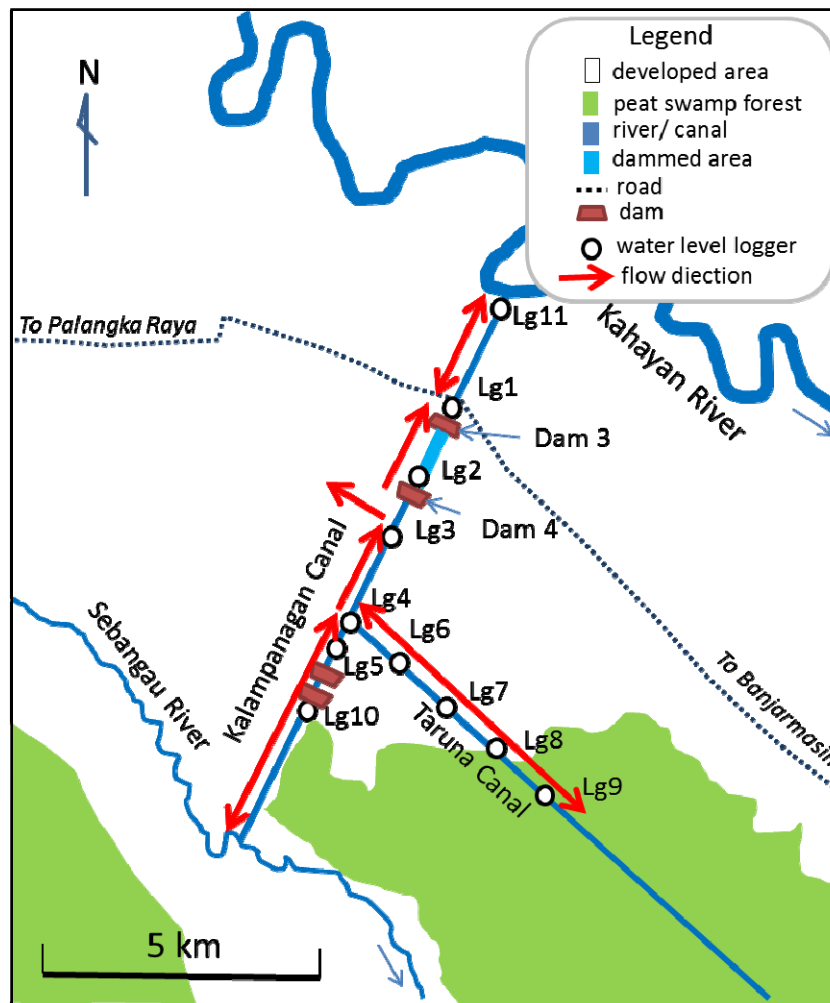 Legend
developed area
peat swamp forest
river/ canal
dammed area
road
dam
water level logger
flow diection
N
To Palangka Raya
Lg11
Kahayan River
Lg1
Dam 3
Lg2
Lg3
Dam 4
Kalampanagan Canal
Sebangau River
Lg4
Lg6
Lg5
Lg7
Lg10
Lg8
Taruna Canal
Lg9
To Banjarmasin
5 km